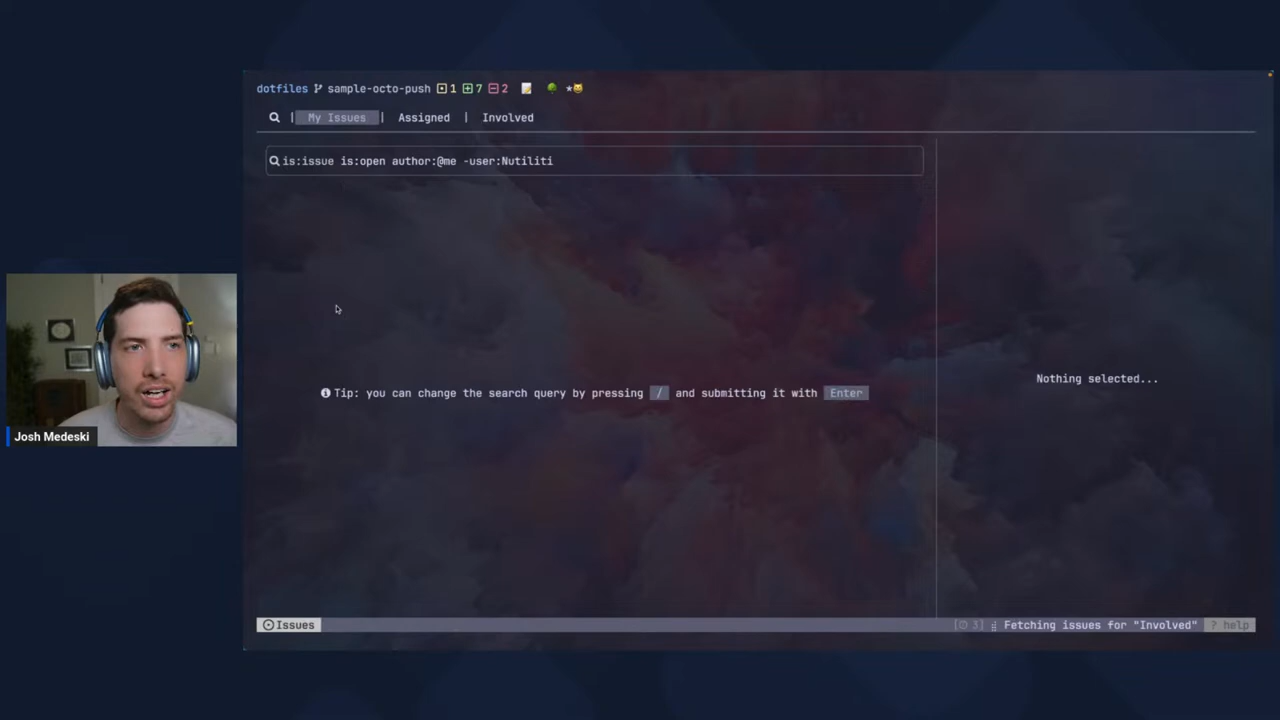 dotfiles sample-octo-push 1 7 2
| My Issues | Assigned | Involved
is:issue is:open author:@me -user:Nutiliti
Tip: you can change the search query by pressing / and submitting it with Enter
Nothing selected...
Josh Medeski
Issues
[ 3] Fetching issues for "Involved" ? help